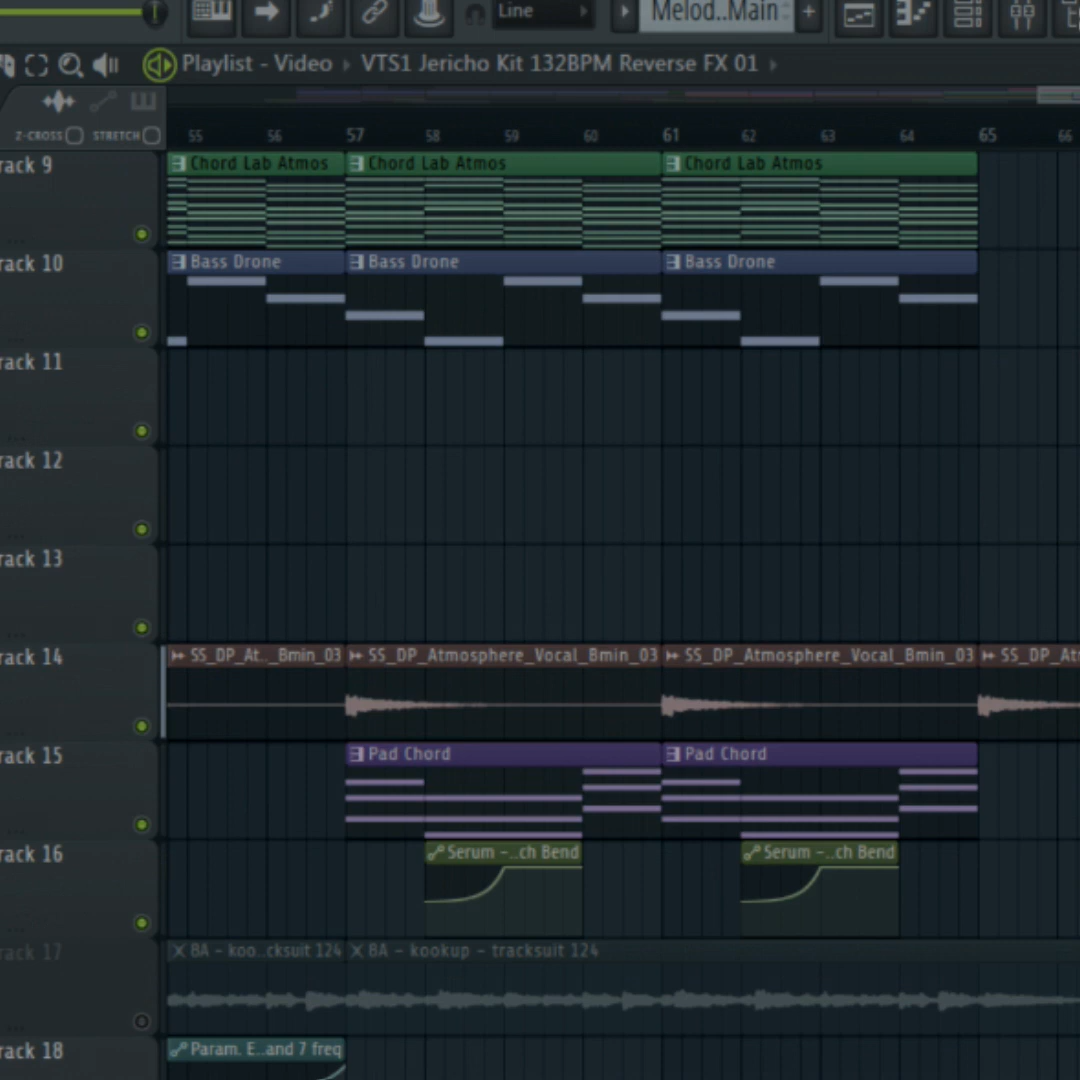 Line
Melod..Main
+
Playlist - Video › VTS1 Jericho Kit 132BPM Reverse FX 01 ›
Z-CROSS STRETCH
55 56 57 58 59 60 61 62 63 64 65 66
rack 9
Chord Lab Atmos Chord Lab Atmos Chord Lab Atmos
rack 10
Bass Drone Bass Drone Bass Drone
rack 11
rack 12
rack 13
rack 14
SS_DP_At.._Bmin_03 SS_DP_Atmosphere_Vocal_Bmin_03 SS_DP_Atmosphere_Vocal_Bmin_03 SS_DP_At
rack 15
Pad Chord Pad Chord
rack 16
Serum -..ch Bend Serum -..ch Bend
rack 17
BA - koo..cksuit 124 BA - kookup - tracksuit 124
rack 18
Param. E..and 7 freq